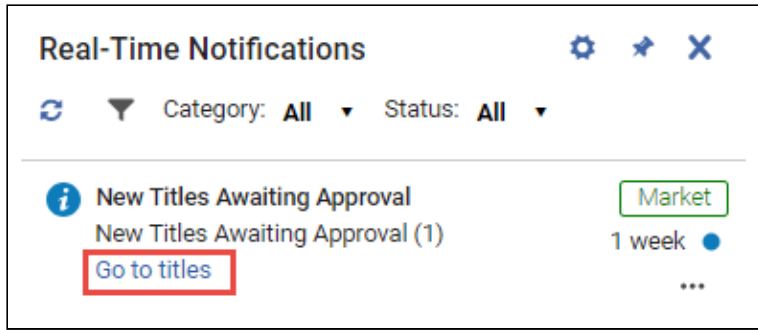 Real-Time Notifications
Category: All Status: All
New Titles Awaiting Approval Market
New Titles Awaiting Approval (1) 1 week
Go to titles